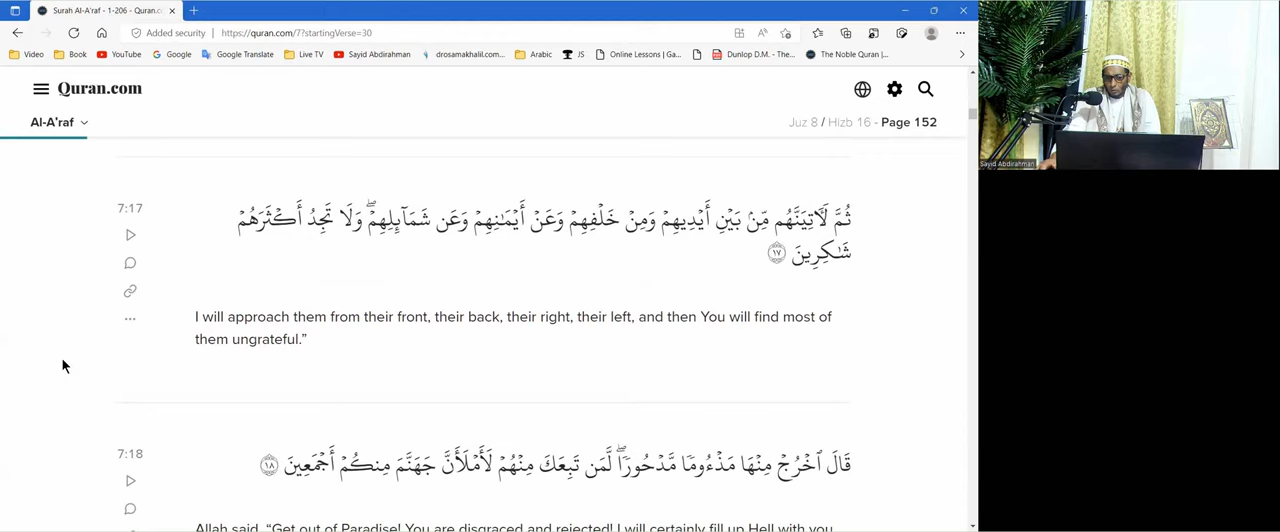 Surah Al-A'raf - 1-206 - Quran.co
https://quran.com/7?startingVerse=30
Added security
Video
Book
YouTube
Google
Google Translate
Live TV
Sayid Abdirahman
drosamakhalil.com...
Arabic
JS
Online Lessons | Ga...
Dunlop D.M. - The...
The Noble Quran |...
Quran.com
Al-A'raf
Juz 8 / Hizb 16 - Page 152
7:17
ثُمَّ لَأٓتِيَنَّهُم مِّنۢ بَيْنِ أَيْدِيهِمْ وَمِنْ خَلْفِهِمْ وَعَنْ أَيْمَـٰنِهِمْ وَعَن شَمَآئِلِهِمْ ۖ وَلَا تَجِدُ أَكْثَرَهُمْ
شَـٰكِرِينَ ١٧
I will approach them from their front, their back, their right, their left, and then You will find most of
them ungrateful.”
7:18
قَالَ ٱخْرُجْ مِنْهَا مَذْءُومًا مَّدْحُورًا ۖ لَّمَن تَبِعَكَ مِنْهُمْ لَأَمْلَأَنَّ جَهَنَّمَ مِنكُمْ أَجْمَعِينَ ١٨
Allah said, “Get out of Paradise! You are disgraced and rejected! I will certainly fill up Hell with you
Sayid Abdirahman